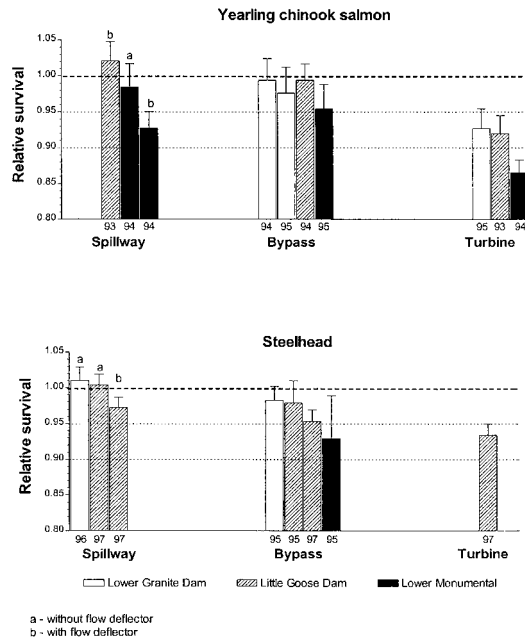 Yearling chinook salmon
Relative survival
1.05
1.00
0.95
0.90
0.85
0.80
b
a
b
93 94 94
94 95 94 95
95 93 94
Spillway Bypass Turbine
Steelhead
Relative survival
1.05
1.00
0.95
0.90
0.85
0.80
a a b
96 97 97
95 95 97 95
97
Spillway Bypass Turbine
Lower Granite Dam Little Goose Dam Lower Monumental
a - without flow deflector
b - with flow deflector